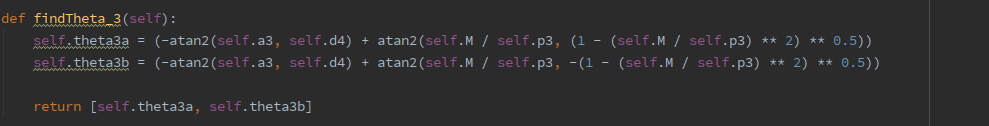 def findTheta_3(self):
    self.theta3a = (-atan2(self.a3, self.d4) + atan2(self.M / self.p3, (1 - (self.M / self.p3) ** 2) ** 0.5))
    self.theta3b = (-atan2(self.a3, self.d4) + atan2(self.M / self.p3, -(1 - (self.M / self.p3) ** 2) ** 0.5))
    return [self.theta3a, self.theta3b]